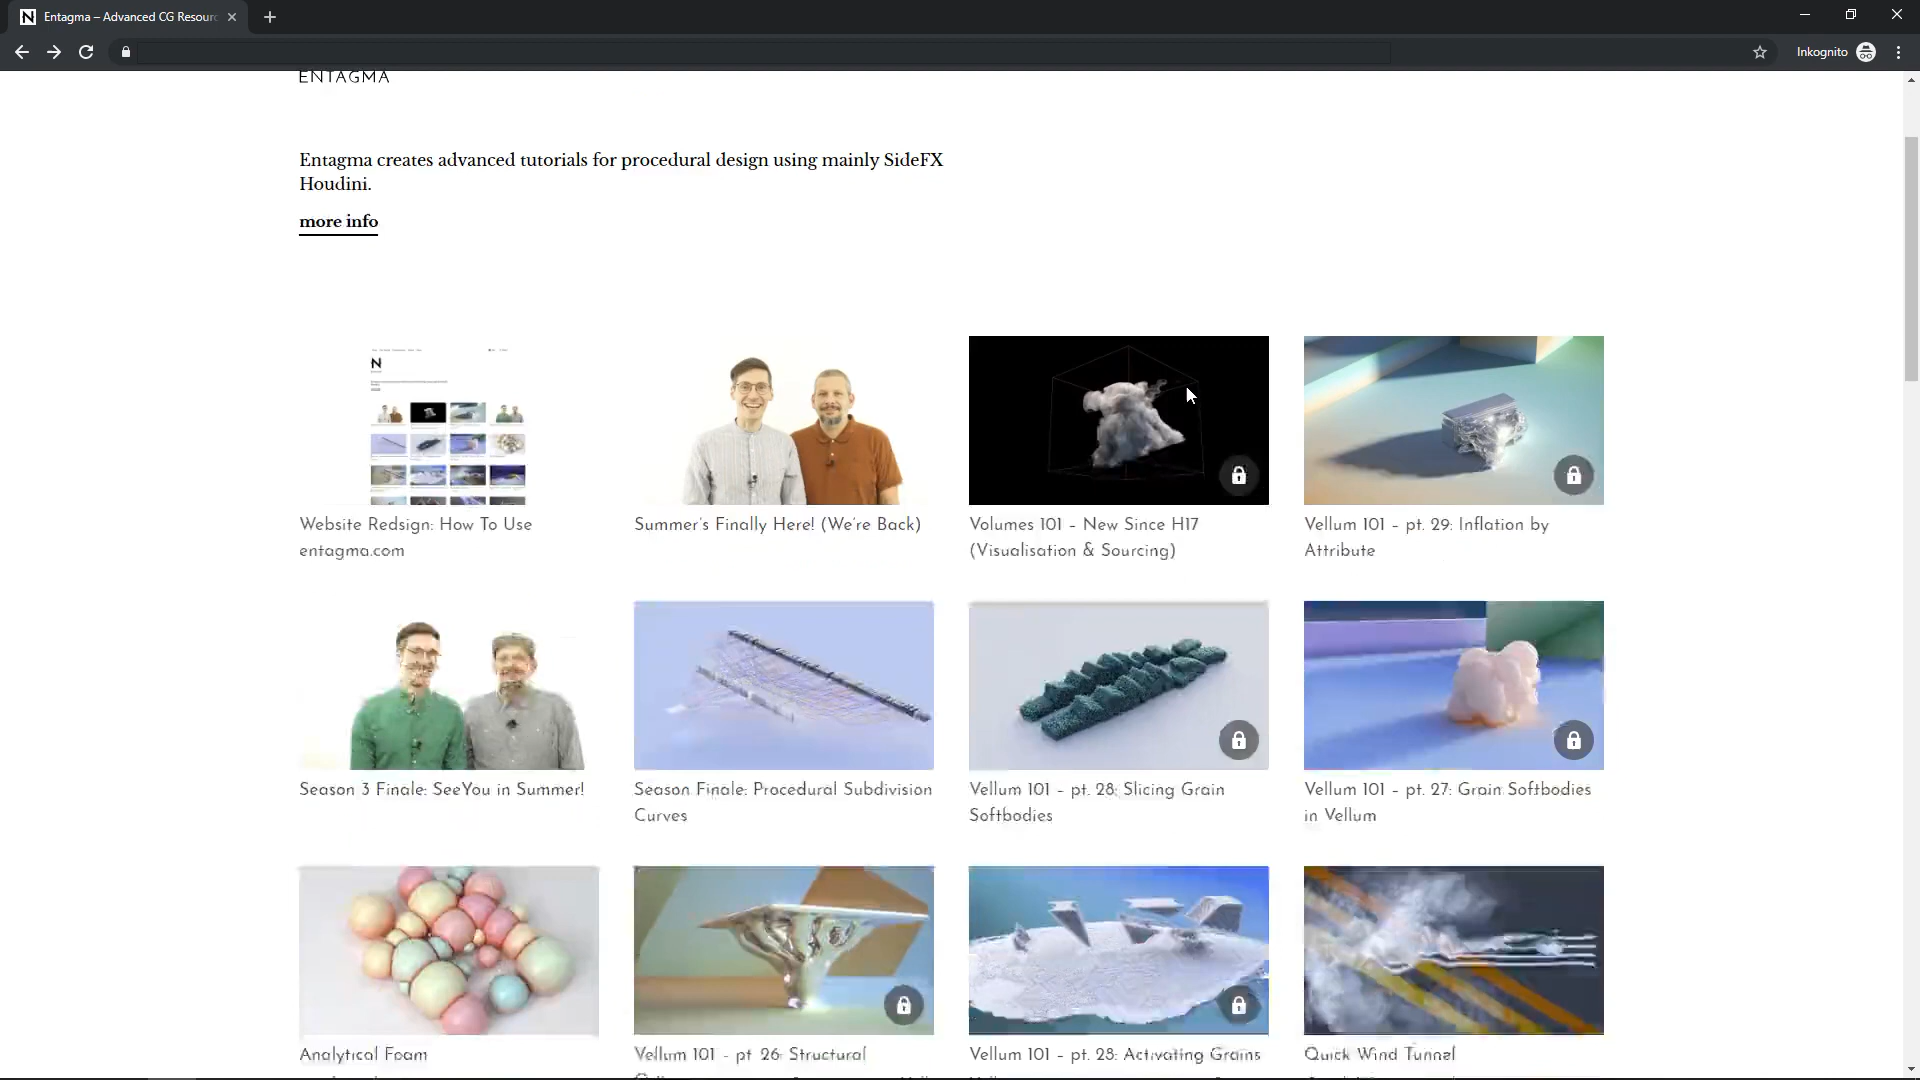 Entagma – Advanced CG Resourc
Inkognito
ENTAGMA
Entagma creates advanced tutorials for procedural design using mainly SideFX
Houdini.
more info
Website Redsign: How To Use
entagma.com
Summer's Finally Here! (We're Back)
Volumes 101 – New Since H17
(Visualisation & Sourcing)
Vellum 101 – pt. 29: Inflation by
Attribute
Season 3 Finale: SeeYou in Summer!
Season Finale: Procedural Subdivision
Curves
Vellum 101 – pt. 28: Slicing Grain
Softbodies
Vellum 101 – pt. 27: Grain Softbodies
in Vellum
Analytical Foam
Vellum 101 – pt 26: Structural
Vellum 101 – pt. 23: Activating Grains
Quick Wind Tunnel